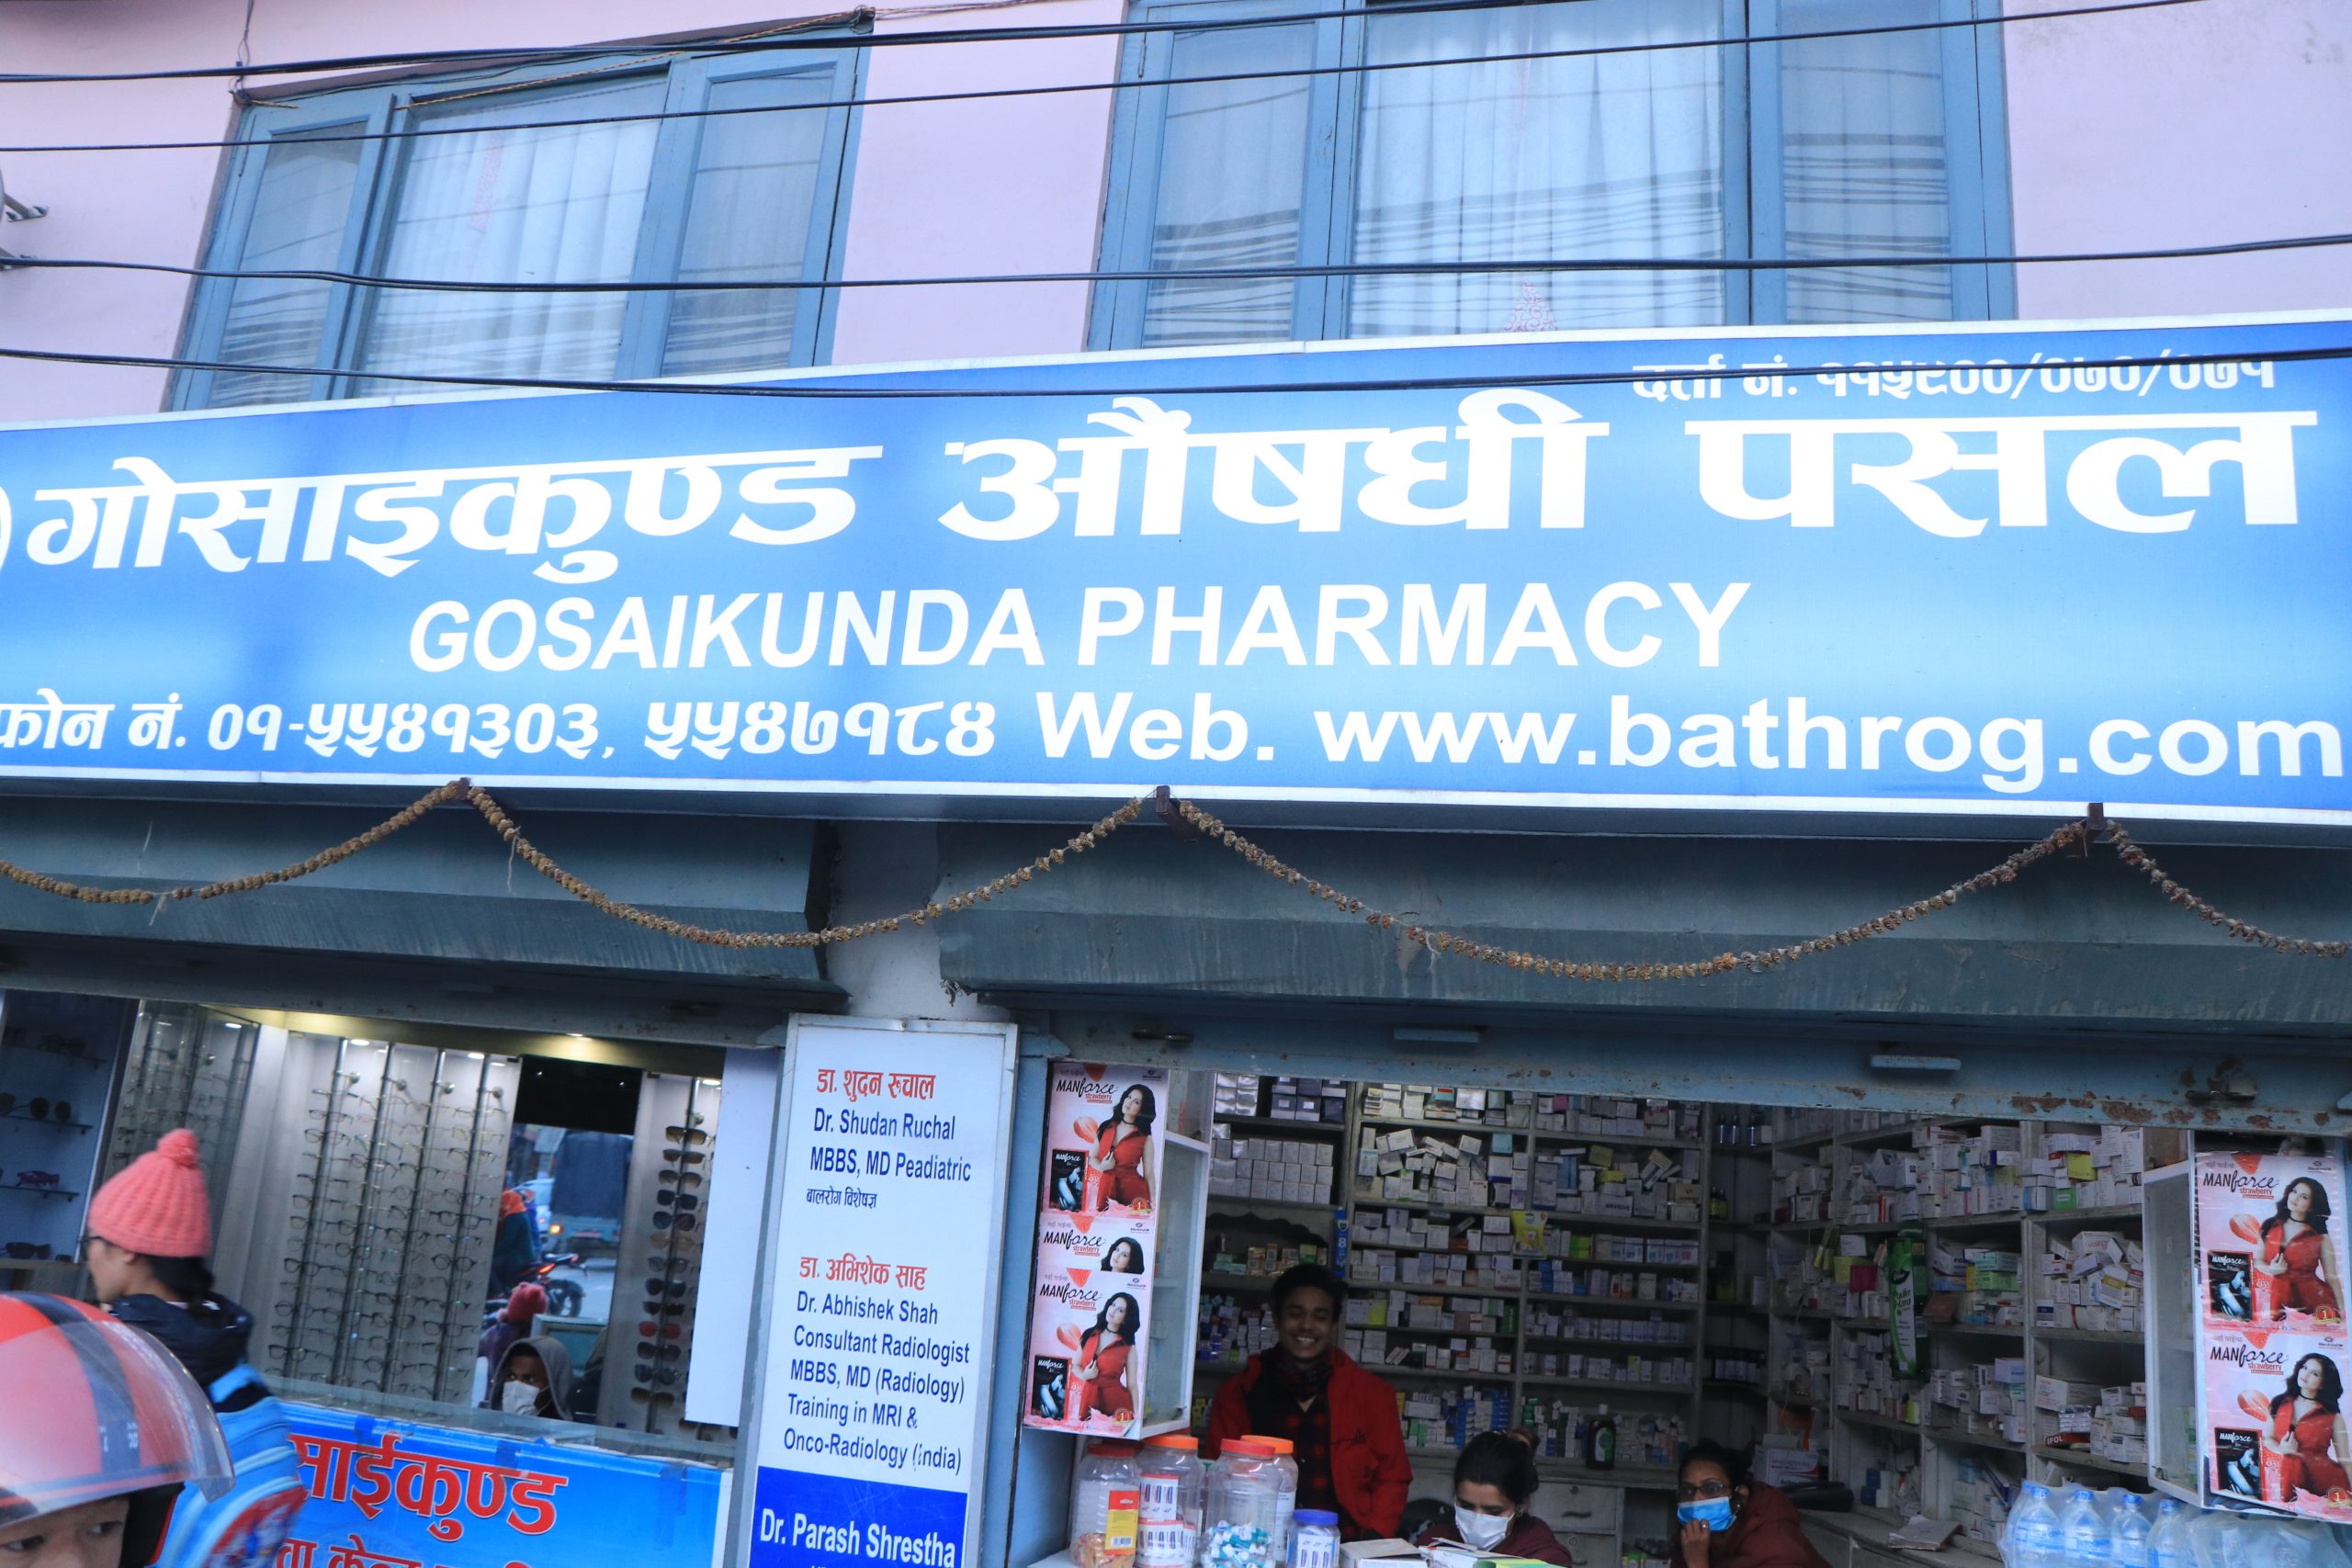 दर्ता नं. ११५९००/०७०/०७१
गोसाइकुण्ड औषधी पसल
GOSAIKUNDA PHARMACY
फोन नं. ०१-५५४१३०३, ५५४७१८४ Web. www.bathrog.com
डा. शुदन रुचाल
Dr. Shudan Ruchal
MBBS, MD Peadiatric
बालरोग विशेषज्ञ
डा. अभिशेक साह
Dr. Abhishek Shah
Consultant Radiologist
MBBS, MD (Radiology)
Training in MRI &
Onco-Radiology (india)
Dr. Parash Shrestha
MANforce
strawberry
MANforce
strawberry
MANforce
strawberry
MANforce
strawberry
MANforce
strawberry
साईकुण्ड